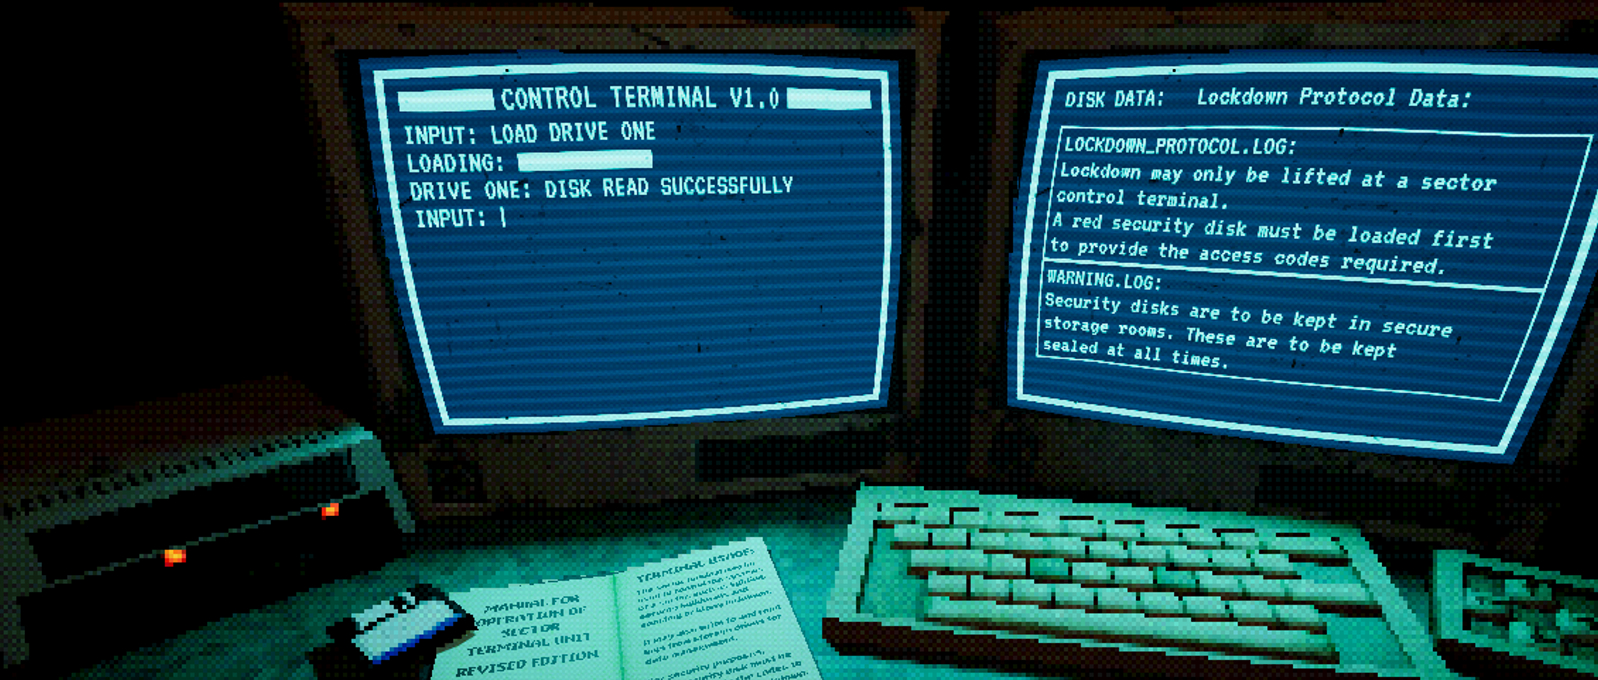 CONTROL TERMINAL V1.0
INPUT: LOAD DRIVE ONE
LOADING:
DRIVE ONE: DISK READ SUCCESSFULLY
INPUT: |
DISK DATA: Lockdown Protocol Data:
LOCKDOWN_PROTOCOL.LOG:
Lockdown may only be lifted at a sector
control terminal.
A red security disk must be loaded first
to provide the access codes required.
WARNING.LOG:
Security disks are to be kept in secure
storage rooms. These are to be kept
sealed at all times.
MANUAL FOR
OPERATION OF
SECTOR
TERMINAL UNIT
REVISED EDITION
TERMINAL USAGE:
data management.
security purposes,